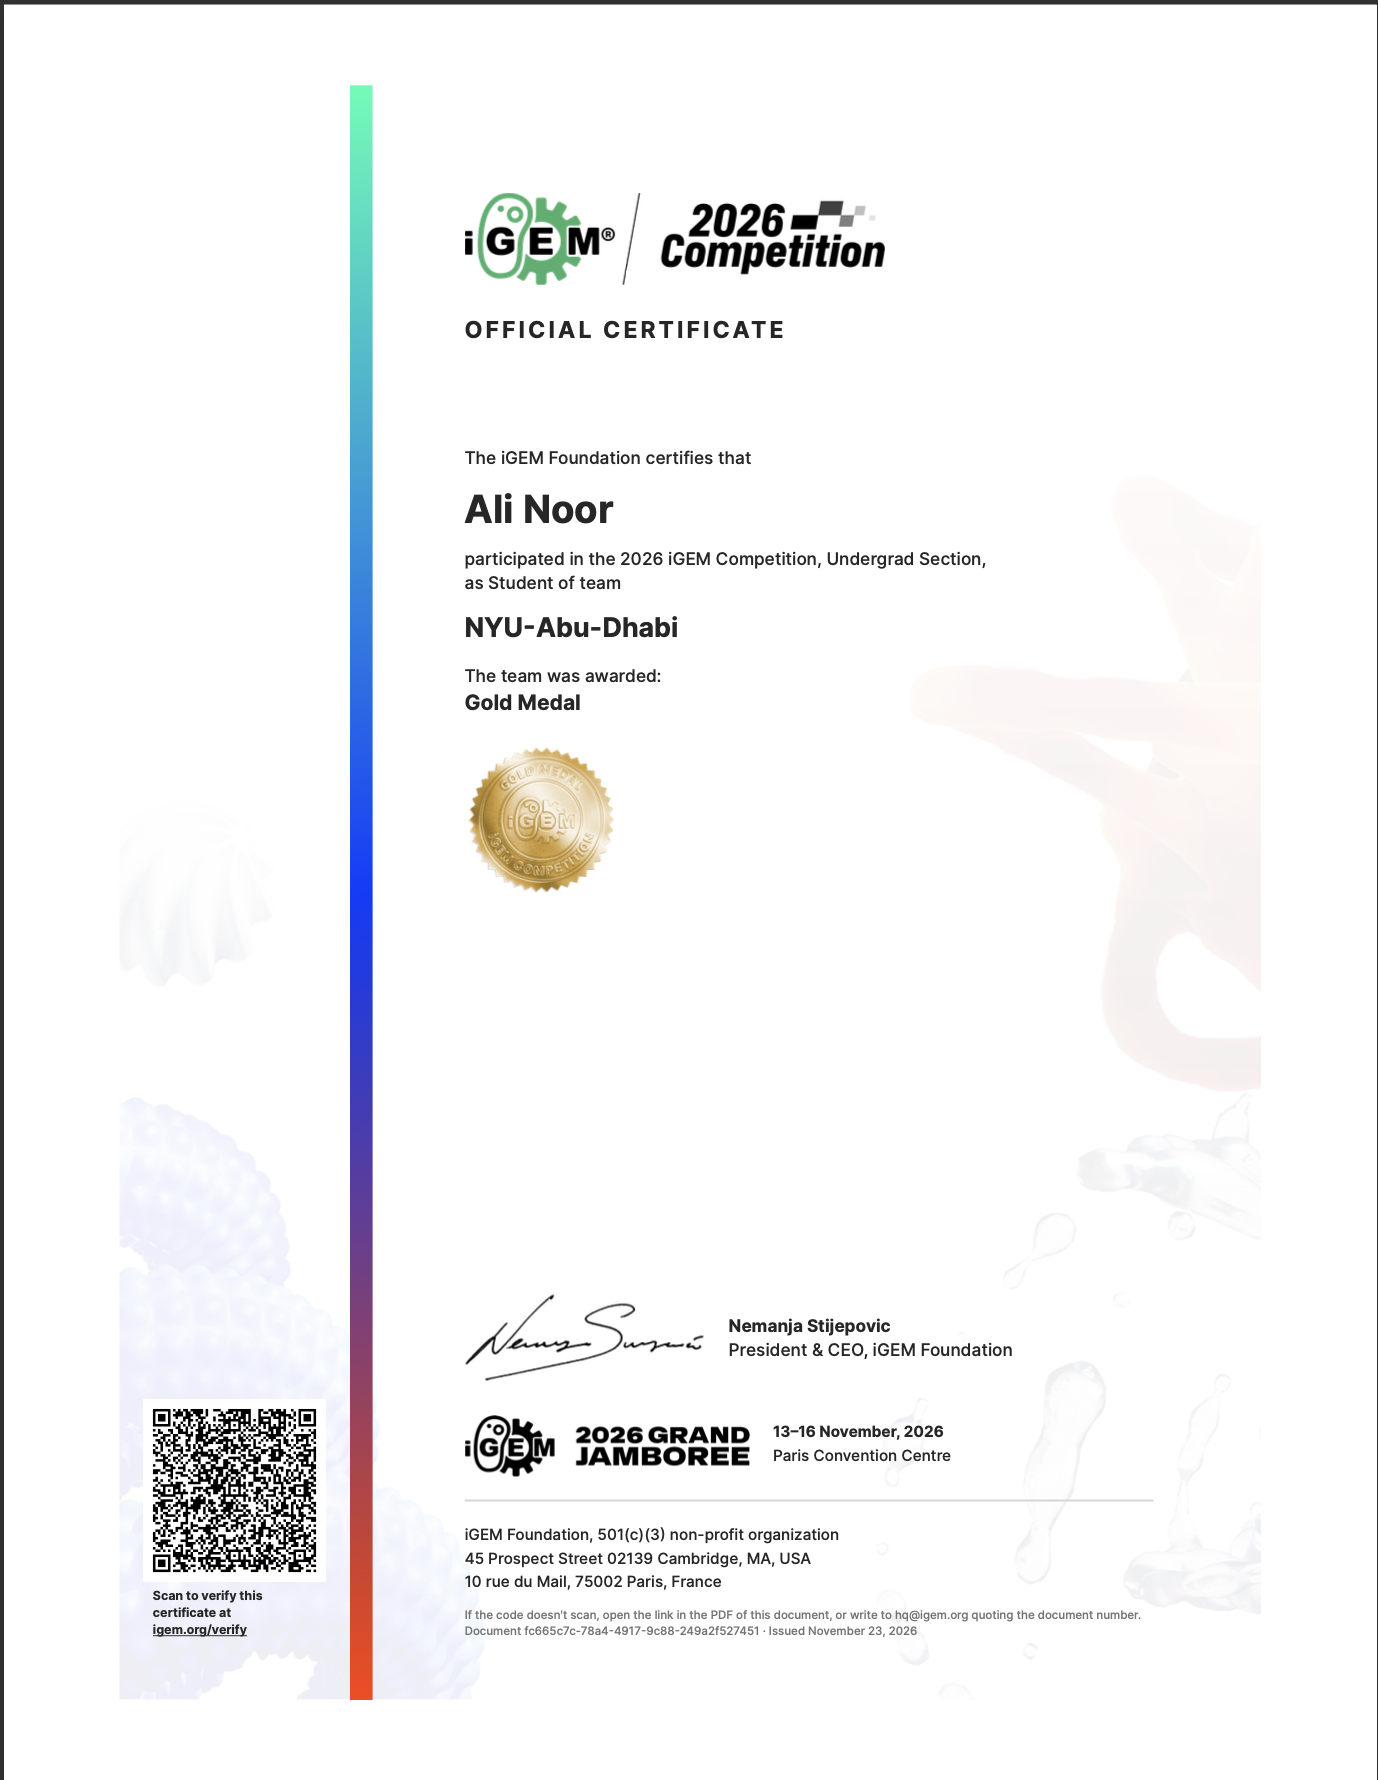 iGEM®
2026
Competition
OFFICIAL CERTIFICATE
The iGEM Foundation certifies that
Ali Noor
participated in the 2026 iGEM Competition, Undergrad Section,
as Student of team
NYU-Abu-Dhabi
The team was awarded:
Gold Medal
GOLD MEDAL
iGEM
iGEM COMPETITION
Nemanja Stijepovic
President & CEO, iGEM Foundation
iGEM
2026 GRAND
JAMBOREE
13–16 November, 2026
Paris Convention Centre
iGEM Foundation, 501(c)(3) non-profit organization
45 Prospect Street 02139 Cambridge, MA, USA
10 rue du Mail, 75002 Paris, France
If the code doesn't scan, open the link in the PDF of this document, or write to hq@igem.org quoting the document number.
Document fc665c7c-78a4-4917-9c88-249a2f527451 · Issued November 23, 2026
Scan to verify this
certificate at
igem.org/verify